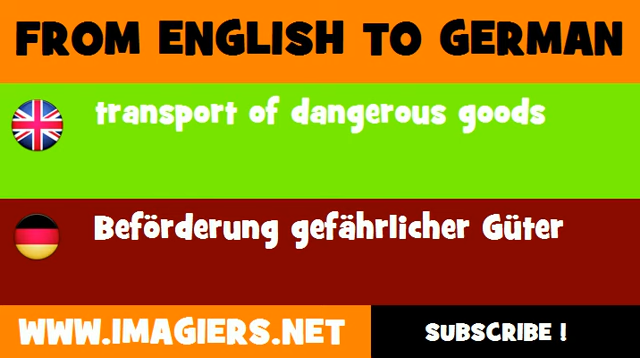 FROM ENGLISH TO GERMAN
transport of dangerous goods
Beförderung gefährlicher Güter
WWW.IMAGIERS.NET
SUBSCRIBE !